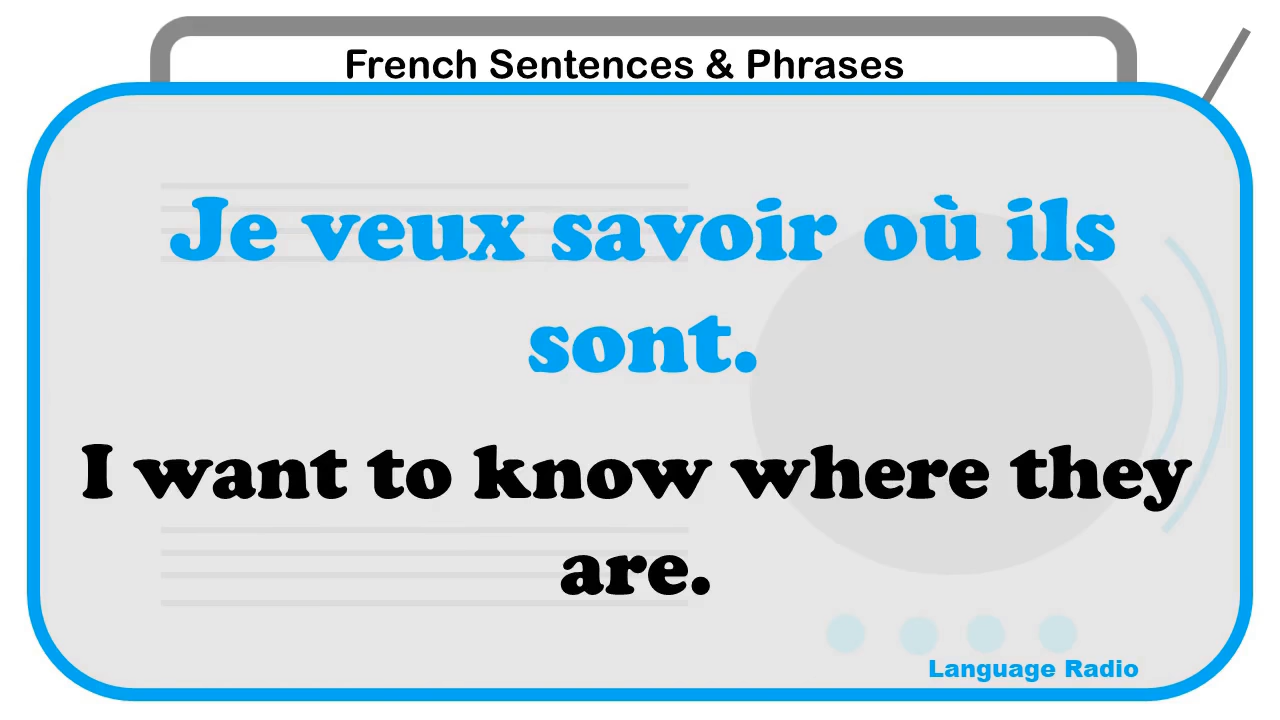 French Sentences & Phrases
Je veux savoir où ils
sont.
I want to know where they
are.
Language Radio